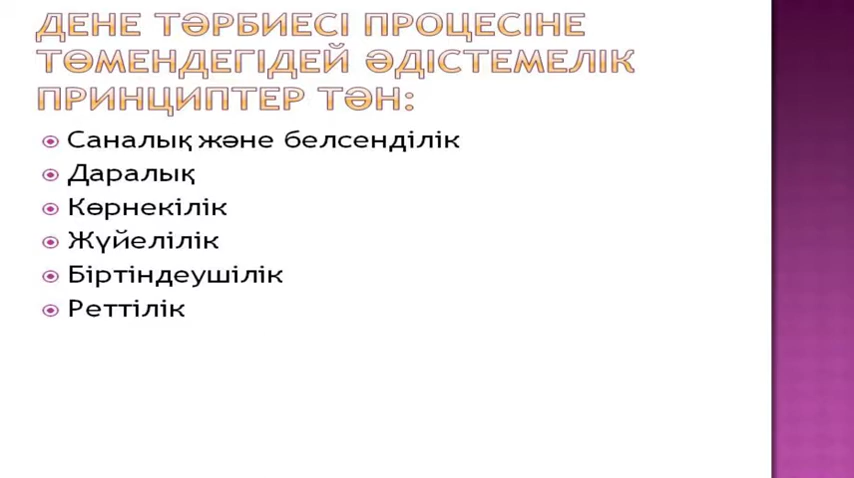 ДЕНЕ ТӘРБИЕСІ ПРОЦЕСІНЕ
ТӨМЕНДЕГІДЕЙ ӘДІСТЕМЕЛІК
ПРИНЦИПТЕР ТӘН:
Саналық және белсенділік
Даралық
Көрнекілік
Жүйелілік
Біртіндеушілік
Реттілік